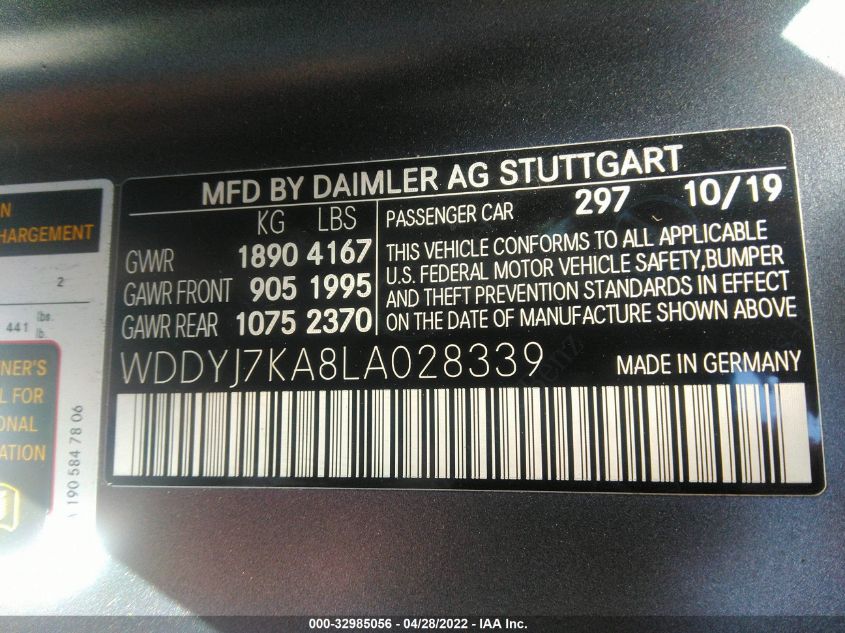 MFD BY DAIMLER AG STUTTGART
KG LBS
GVWR 1890 4167
GAWR FRONT 905 1995
GAWR REAR 1075 2370
PASSENGER CAR 297 10/19
THIS VEHICLE CONFORMS TO ALL APPLICABLE
U.S. FEDERAL MOTOR VEHICLE SAFETY, BUMPER
AND THEFT PREVENTION STANDARDS IN EFFECT
ON THE DATE OF MANUFACTURE SHOWN ABOVE
WDDYJ7KA8LA028339
MADE BY GERMANY
N
HARGEMENT
2
441 lbs.
lb.
NER'S
L FOR
ONAL
ATION
190 584 78 06
000-32985056 - 04/28/2022 - IAA Inc.